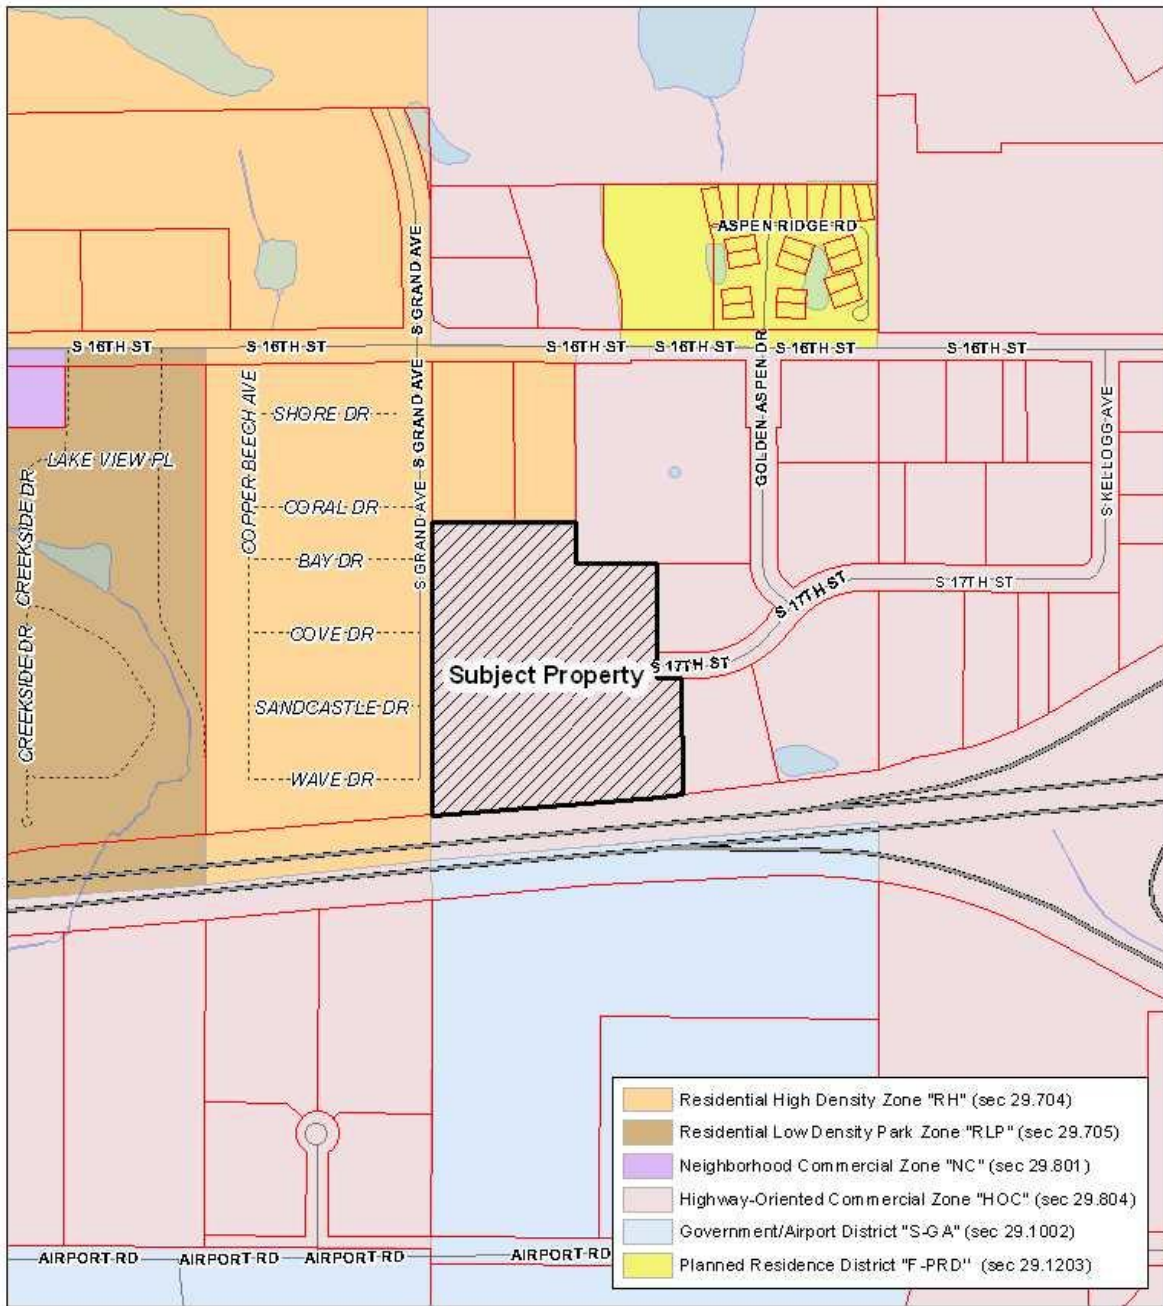 ASPEN RIDGE RD
S GRAND AVE
S 16TH ST
S 16TH ST
S 16TH ST
S 16TH ST
S 16TH ST
S 16TH ST
GOLDEN ASPEN DR
S KELLOGG AVE
COPPER BEECH AVE
S GRAND AVE
S GRAND AVE
SHORE DR
LAKE VIEW PL
CREEKSIDE DR
CREEKSIDE DR
CORAL DR
BAY DR
S 17TH ST
S 17TH ST
COVE DR
S 17TH ST
Subject Property
SANDCASTLE DR
WAVE DR
Residential High Density Zone "RH" (sec 29.704)
Residential Low Density Park Zone "RLP" (sec 29.705)
Neighborhood Commercial Zone "NC" (sec 29.801)
Highway-Oriented Commercial Zone "HOC" (sec 29.804)
Government/Airport District "S-GA" (sec 29.1002)
Planned Residence District "F-PRD" (sec 29.1203)
AIRPORT RD
AIRPORT RD
AIRPORT RD
AIRPORT RD